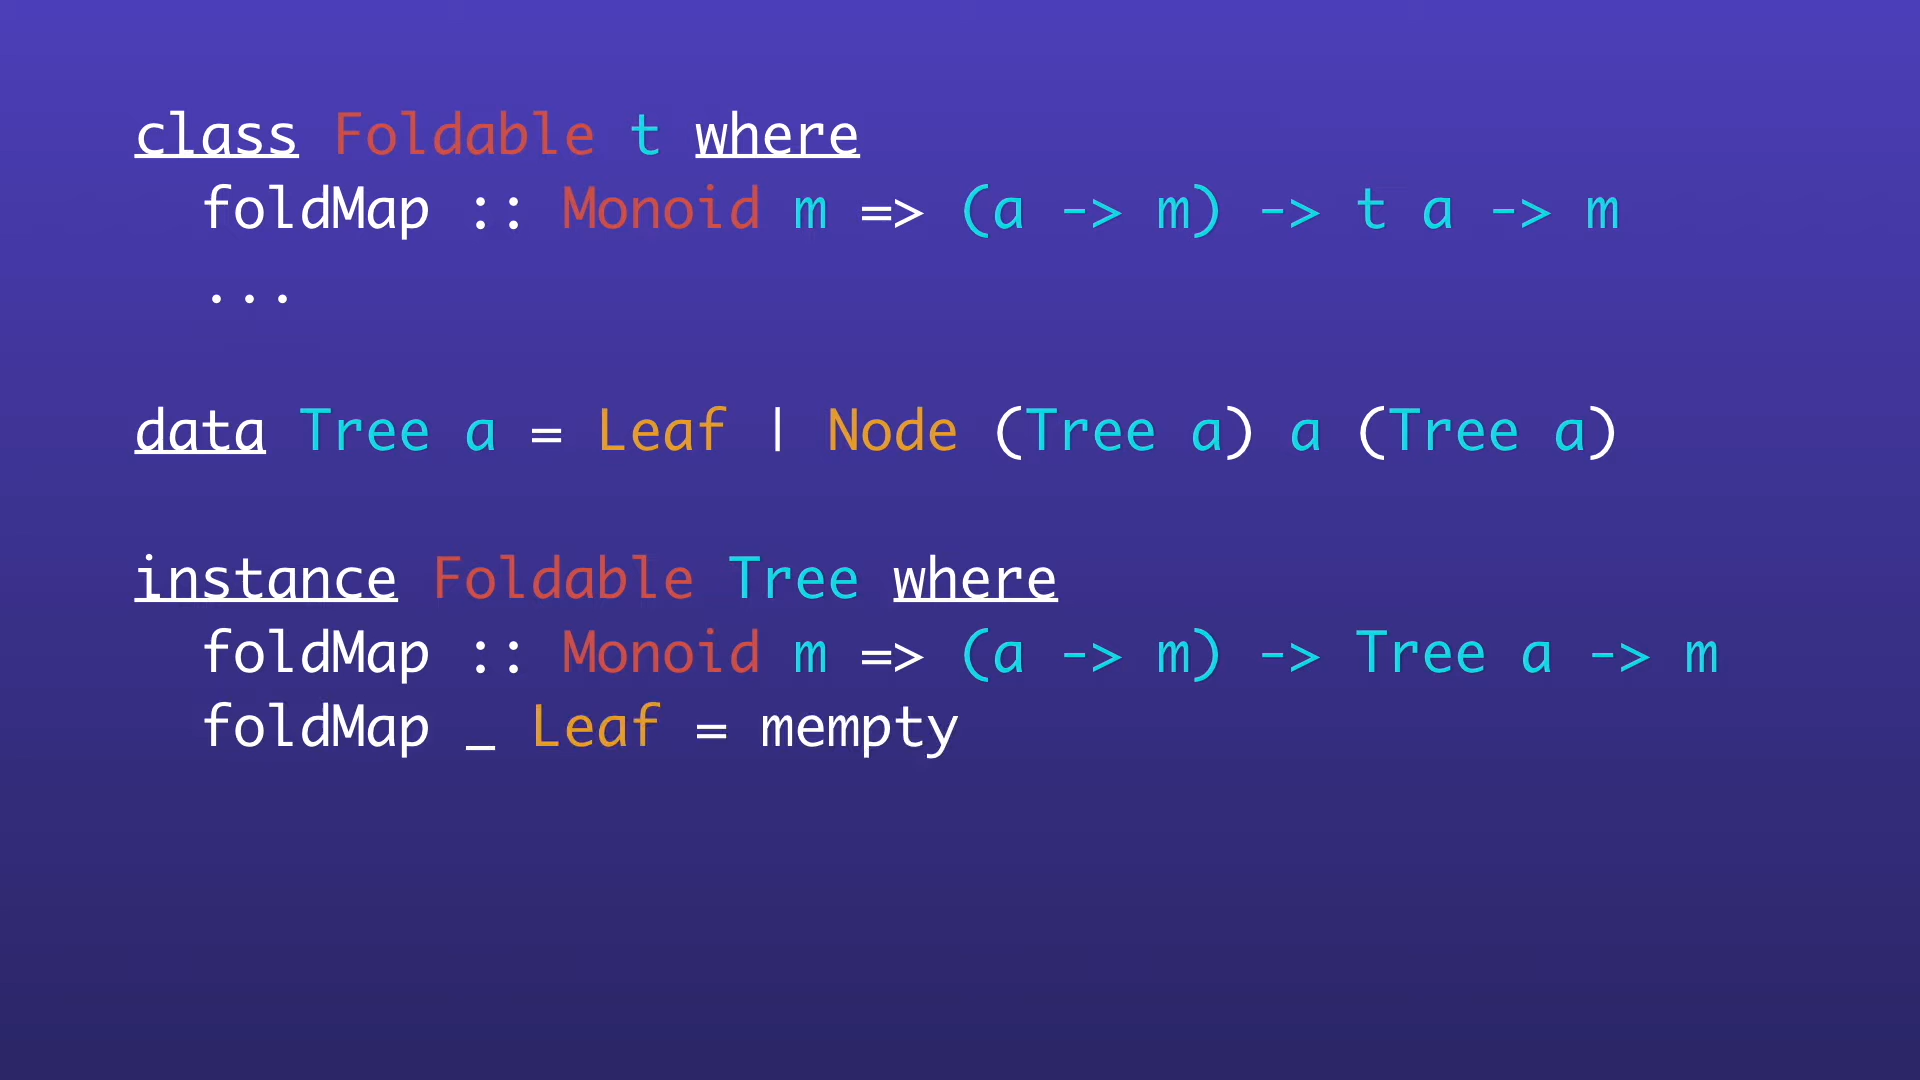 class Foldable t where
foldMap :: Monoid m => (a -> m) -> t a -> m
...
data Tree a = Leaf | Node (Tree a) a (Tree a)
instance Foldable Tree where
foldMap :: Monoid m => (a -> m) -> Tree a -> m
foldMap _ Leaf = mempty